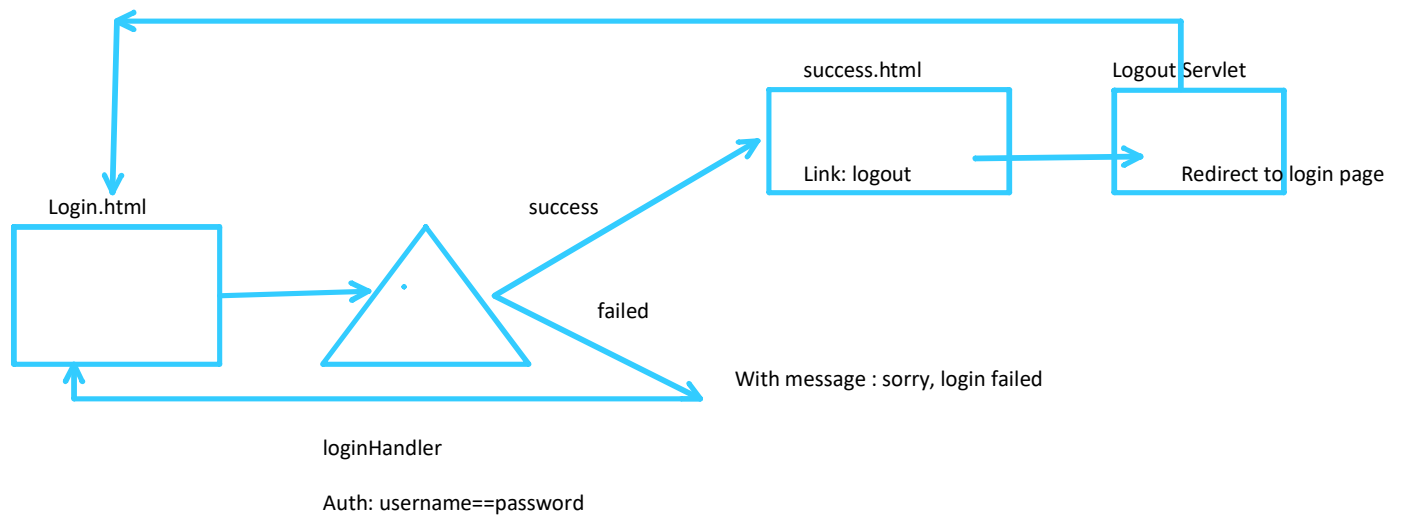 success.html
Logout Servlet
Link: logout
Redirect to login page
Login.html
success
failed
With message : sorry, login failed
loginHandler
Auth: username==password